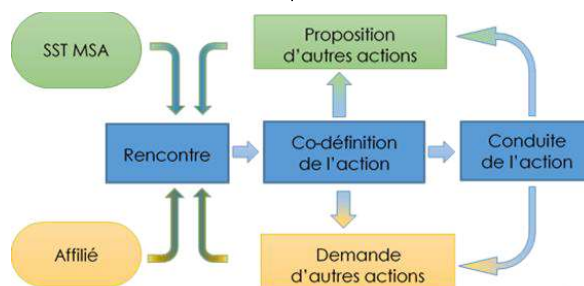 SST MSA
Proposition
d'autres actions
Rencontre
Co-définition
de l'action
Conduite
de l'action
Affilié
Demande
d'autres actions